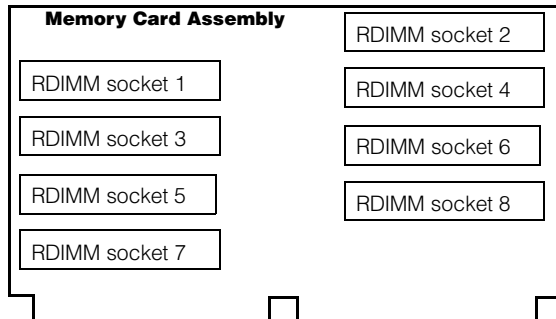 Memory Card Assembly
RDIMM socket 2
RDIMM socket 1
RDIMM socket 4
RDIMM socket 3
RDIMM socket 6
RDIMM socket 5
RDIMM socket 8
RDIMM socket 7